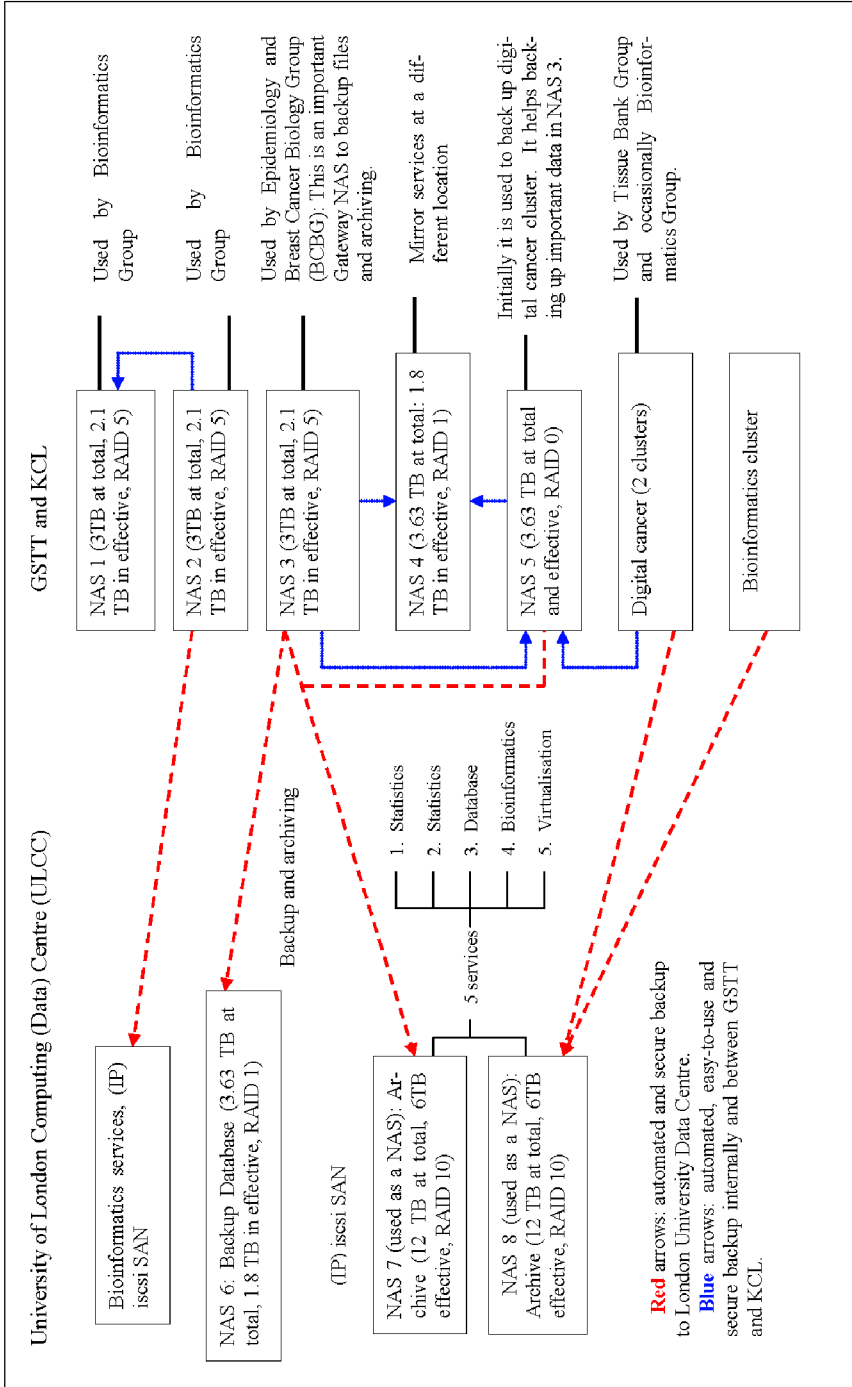 University of London Computing (Data) Centre (ULCC)
GSTT and KCL
Bioinformatics services, (IP)
iscsi SAN
NAS 6: Backup Database (3.63 TB at
total, 1.8 TB in effective, RAID 1)
Backup and archiving
(IP) iscsi SAN
NAS 7 (used as a NAS): Ar-
chive (12 TB at total, 6TB
effective, RAID 10)
NAS 8 (used as a NAS):
Archive (12 TB at total, 6TB
effective, RAID 10)
5 services
1. Statistics
2. Statistics
3. Database
4. Bioinformatics
5. Virtualisation
Red arrows: automated and secure backup
to London University Data Centre.
Blue arrows: automated, easy-to-use and
secure backup internally and between GSTT
and KCL.
NAS 1 (3TB at total, 2.1
TB in effective, RAID 5)
Used by Bioinformatics
Group
NAS 2 (3TB at total, 2.1
TB in effective, RAID 5)
Used by Bioinformatics
Group
NAS 3 (3TB at total, 2.1
TB in effective, RAID 5)
Used by Epidemiology and
Breast Cancer Biology Group
(BCBG): This is an important
Gateway NAS to backup files
and archiving.
NAS 4 (3.63 TB at total: 1.8
TB in effective, RAID 1)
Mirror services at a dif-
ferent location
NAS 5 (3.63 TB at total
and effective, RAID 0)
Initially it is used to back up digi-
tal cancer cluster. It helps back-
ing up important data in NAS 3.
Digital cancer (2 clusters)
Used by Tissue Bank Group
and occasionally Bioinfor-
matics Group.
Bioinformatics cluster